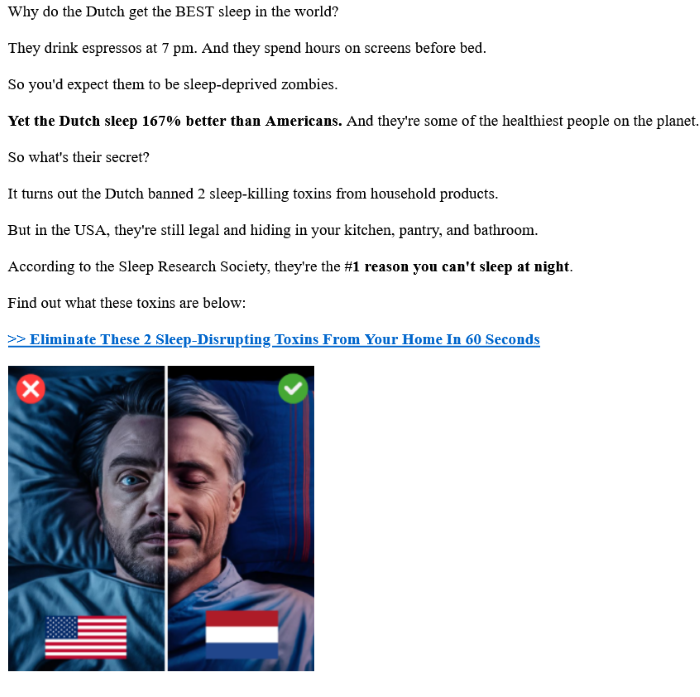 Why do the Dutch get the BEST sleep in the world?
They drink espressos at 7 pm. And they spend hours on screens before bed.
So you'd expect them to be sleep-deprived zombies.
Yet the Dutch sleep 167% better than Americans. And they're some of the healthiest people on the planet.
So what's their secret?
It turns out the Dutch banned 2 sleep-killing toxins from household products.
But in the USA, they're still legal and hiding in your kitchen, pantry, and bathroom.
According to the Sleep Research Society, they're the #1 reason you can't sleep at night.
Find out what these toxins are below:
>> Eliminate These 2 Sleep-Disrupting Toxins From Your Home In 60 Seconds